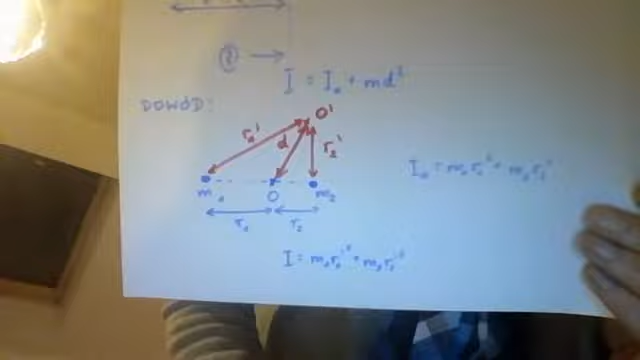 ② →
I = I₀ + md²
DOWÓD:
O'
r₁'
d
r₂'
I₀ = m₁r₁² + m₂r₂²
m₁
O
m₂
r₁
r₂
I = m₁r₁'² + m₂r₂'²